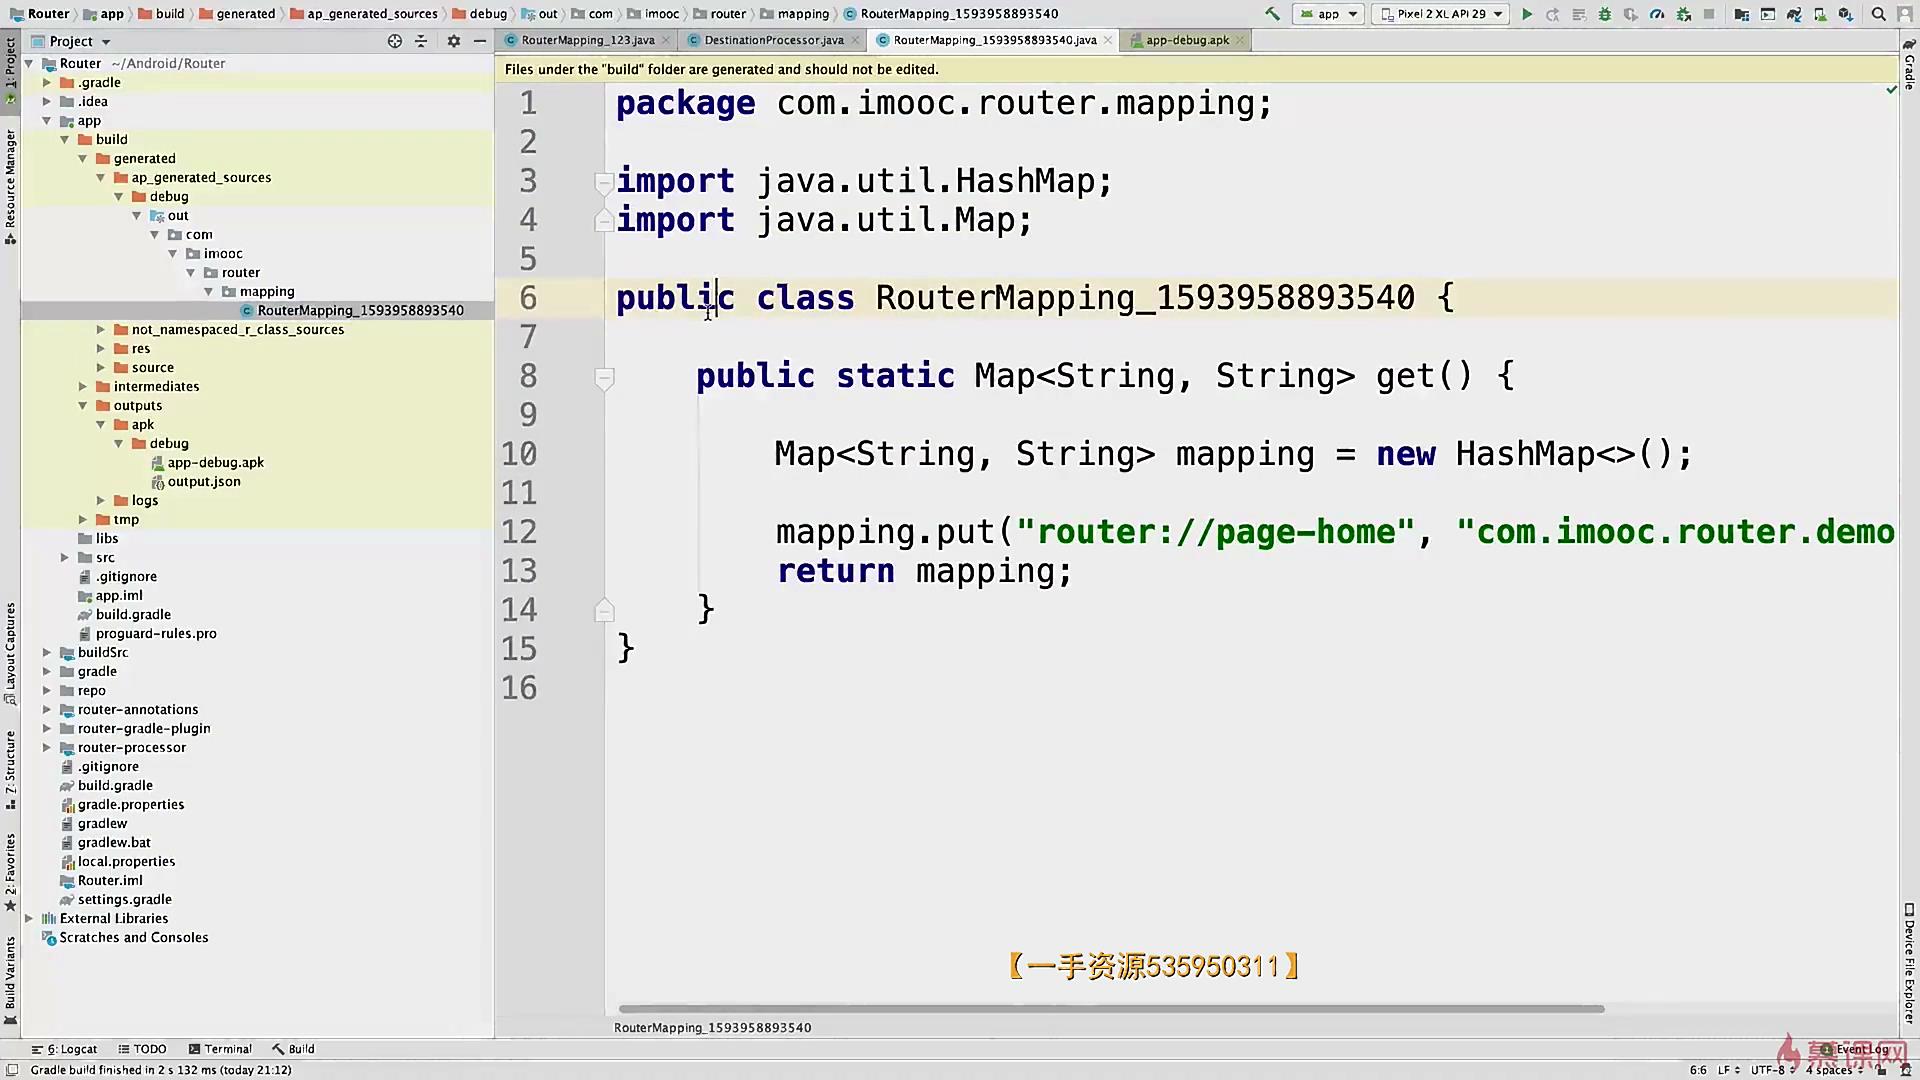 Router app build generated ap_generated_sources debug out com imooc router mapping RouterMapping_1593958893540
app Pixel 2 XL API 29
Project
RouterMapping_123.java DestinationProcessor.java RouterMapping_1593958893540.java app-debug.apk
Files under the "build" folder are generated and should not be edited.
Router ~/Android/Router
.gradle
.idea
app
build
generated
ap_generated_sources
debug
out
com
imooc
router
mapping
RouterMapping_1593958893540
not_namespaced_r_class_sources
res
source
intermediates
outputs
apk
debug
app-debug.apk
output.json
logs
tmp
libs
src
.gitignore
app.iml
build.gradle
proguard-rules.pro
buildSrc
gradle
repo
router-annotations
router-gradle-plugin
router-processor
.gitignore
build.gradle
gradle.properties
gradlew
gradlew.bat
local.properties
Router.iml
settings.gradle
External Libraries
Scratches and Consoles
1 package com.imooc.router.mapping;
2
3 import java.util.HashMap;
4 import java.util.Map;
5
6 public class RouterMapping_1593958893540 {
7
8 public static Map<String, String> get() {
9
10 Map<String, String> mapping = new HashMap<>();
11
12 mapping.put("router://page-home", "com.imooc.router.demo
13 return mapping;
14 }
15 }
16
【一手资源535950311】
RouterMapping_1593958893540
1: Project
Resource Manager
Layout Captures
7: Structure
2: Favorites
Build Variants
Gradle
Device File Explorer
6: Logcat TODO Terminal Build
Event Log
慕课网
Gradle build finished in 2 s 132 ms (today 21:12)
6:6 LF UTF-8 4 spaces